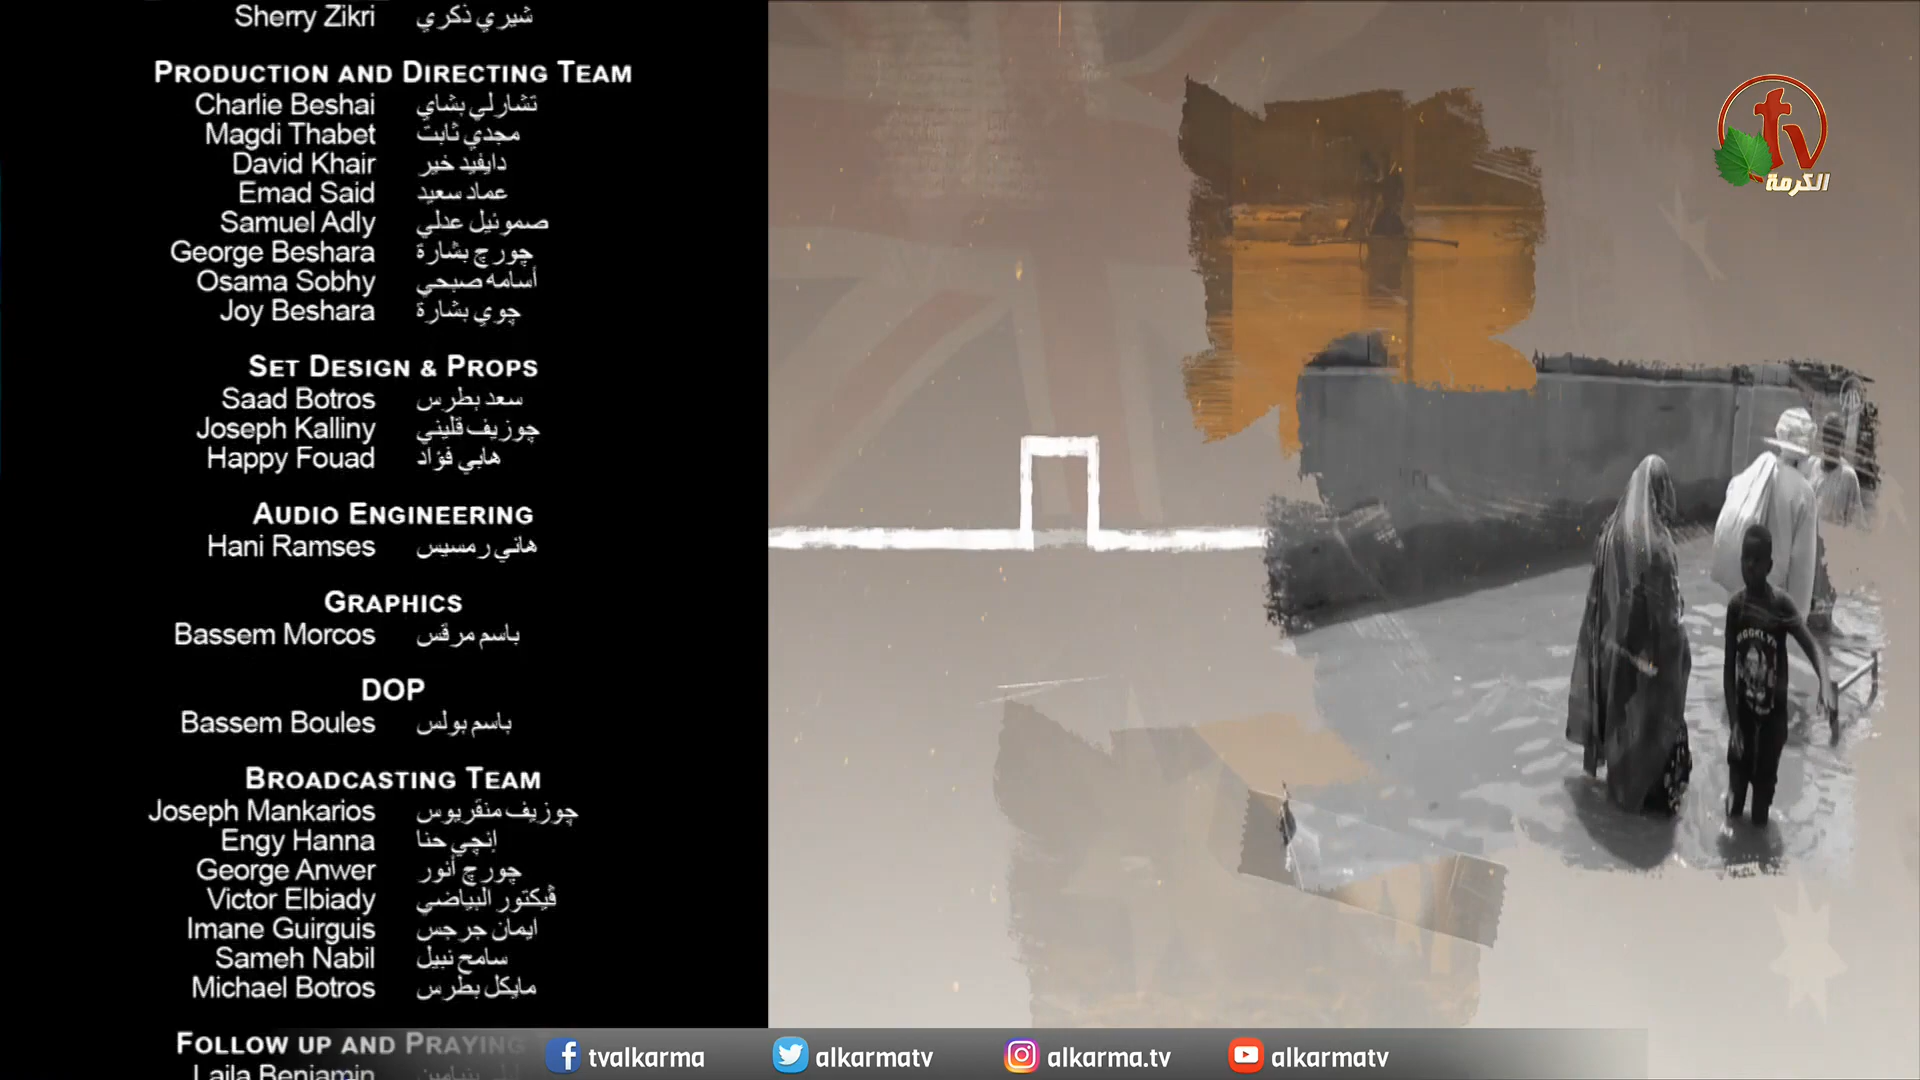 Sherry Zikri شيري ذكري
PRODUCTION AND DIRECTING TEAM
Charlie Beshai تشارلي بشاي
Magdi Thabet مجدي ثابت
David Khair دايفيد خير
Emad Said عماد سعيد
Samuel Adly صموئيل عدلي
George Beshara چورچ بشارة
Osama Sobhy أسامه صبحي
Joy Beshara چوي بشارة
SET DESIGN & PROPS
Saad Botros سعد بطرس
Joseph Kalliny چوزيف قليني
Happy Fouad هابي فؤاد
AUDIO ENGINEERING
Hani Ramses هاني رمسيس
GRAPHICS
Bassem Morcos باسم مرقس
DOP
Bassem Boules باسم بولس
BROADCASTING TEAM
Joseph Mankarios چوزيف منقريوس
Engy Hanna إنچي حنا
George Anwer چورچ أنور
Victor Elbiady ڤيكتور البياضي
Imane Guirguis ايمان جرجس
Sameh Nabil سامح نبيل
Michael Botros مايكل بطرس
FOLLOW UP AND PRAYING
Laila Benjamin
tv
الكرمة
BROOKLYN
tvalkarma
alkarmatv
alkarma.tv
alkarmatv